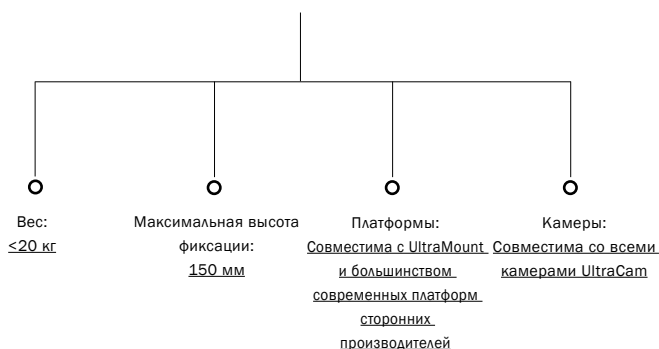 Вес:
<20 кг
Максимальная высота
фиксации:
150 мм
Платформы:
Совместима с UltraMount
и большинством
современных платформ
сторонних
производителей
Камеры:
Совместима со всеми
камерами UltraCam